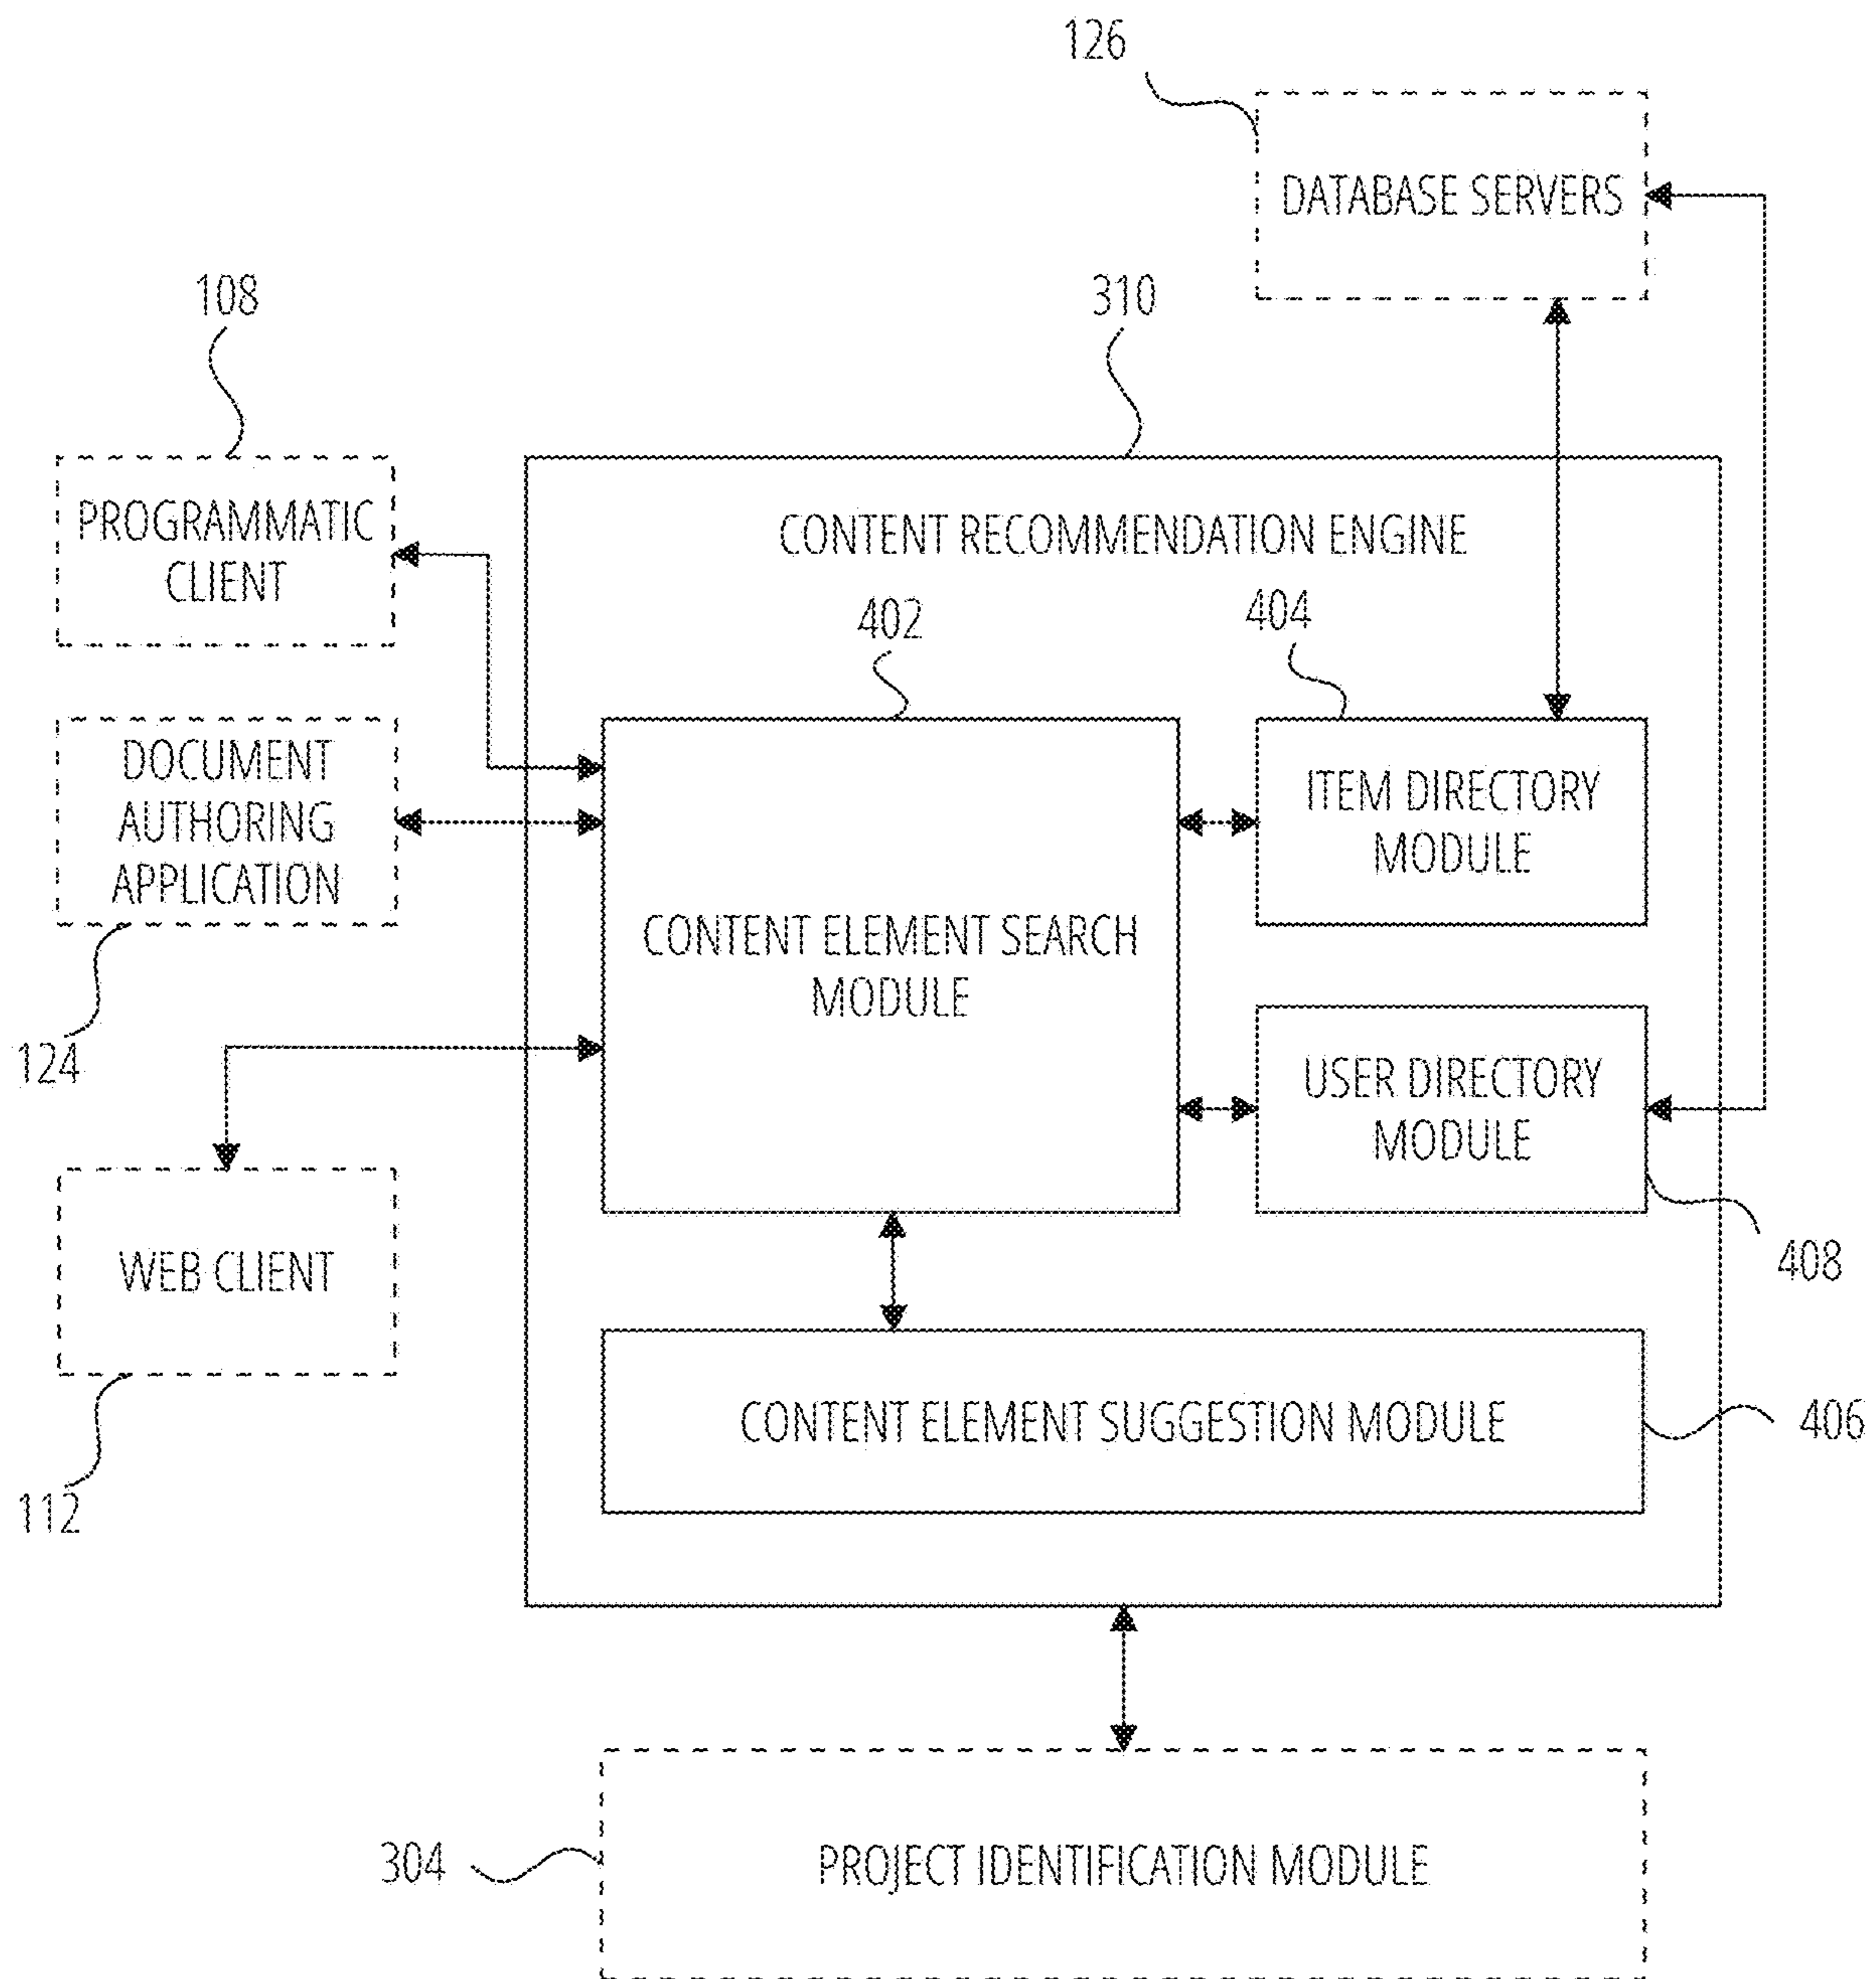 126
DATABASE SERVERS
108
310
PROGRAMMATIC
CLIENT
CONTENT RECOMMENDATION ENGINE
402
404
DOCUMENT
AUTHORING
APPLICATION
ITEM DIRECTORY
MODULE
CONTENT ELEMENT SEARCH
MODULE
124
USER DIRECTORY
MODULE
WEB CLIENT
408
CONTENT ELEMENT SUGGESTION MODULE
406
112
304
PROJECT IDENTIFICATION MODULE